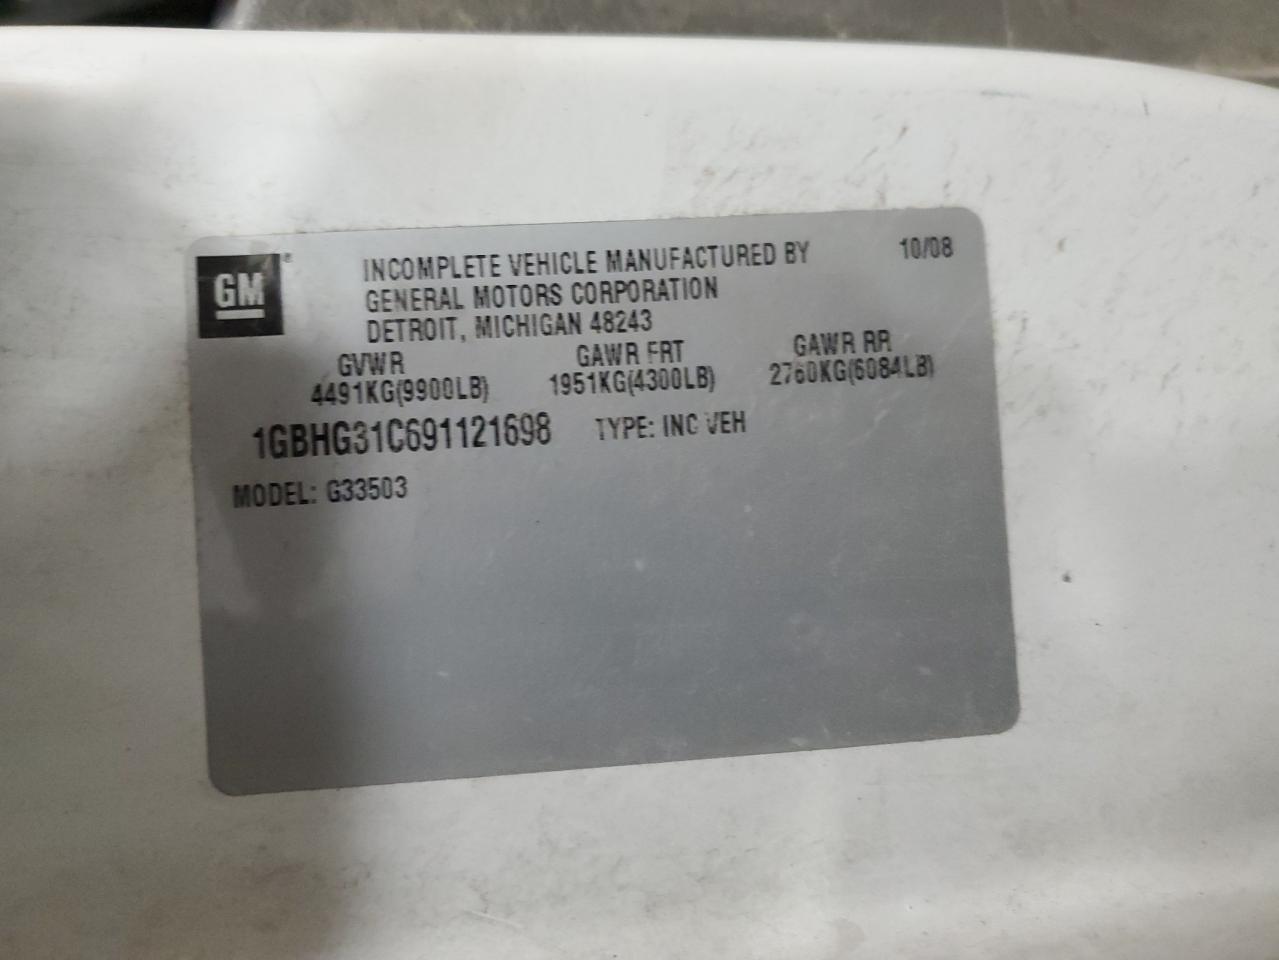 GM®
10/08
INCOMPLETE VEHICLE MANUFACTURED BY
GENERAL MOTORS CORPORATION
DETROIT, MICHIGAN 48243
GVWR GAWR FRT GAWR RR
4491KG(9900LB) 1951KG(4300LB) 2760KG(6084LB)
1GBHG31C691121698 TYPE: INC VEH
MODEL: G33503